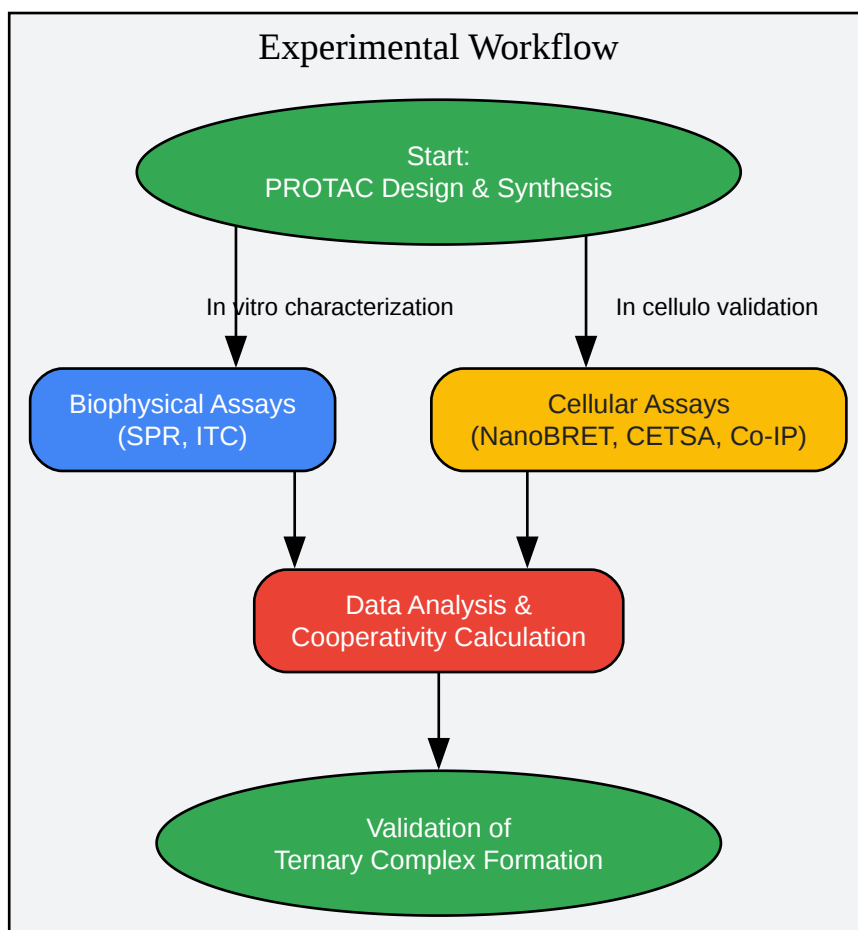 Experimental Workflow
Start:
PROTAC Design & Synthesis
In vitro characterization
In cellulo validation
Biophysical Assays
(SPR, ITC)
Cellular Assays
(NanoBRET, CETSA, Co-IP)
Data Analysis &
Cooperativity Calculation
Validation of
Ternary Complex Formation